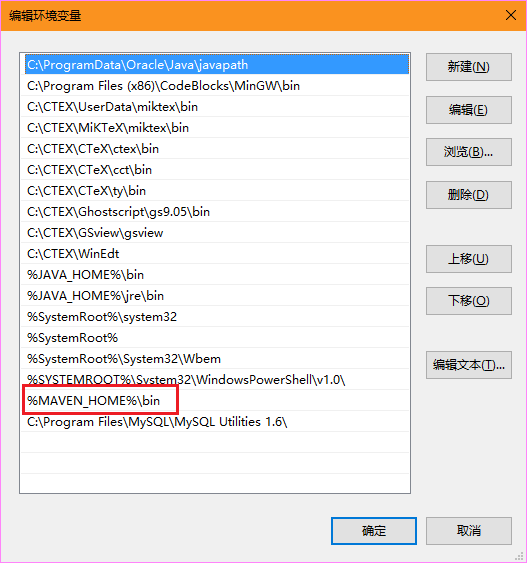 编辑环境变量
C:\ProgramData\Oracle\Java\javapath
C:\Program Files (x86)\CodeBlocks\MinGW\bin
C:\CTEX\UserData\miktex\bin
C:\CTEX\MiKTeX\miktex\bin
C:\CTEX\CTeX\ctex\bin
C:\CTEX\CTeX\cct\bin
C:\CTEX\CTeX\ty\bin
C:\CTEX\Ghostscript\gs9.05\bin
C:\CTEX\GSview\gsview
C:\CTEX\WinEdt
%JAVA_HOME%\bin
%JAVA_HOME%\jre\bin
%SystemRoot%\system32
%SystemRoot%
%SystemRoot%\System32\Wbem
%SYSTEMROOT%\System32\WindowsPowerShell\v1.0\
%MAVEN_HOME%\bin
C:\Program Files\MySQL\MySQL Utilities 1.6\
新建(N)
编辑(E)
浏览(B)...
删除(D)
上移(U)
下移(O)
编辑文本(T)...
确定
取消